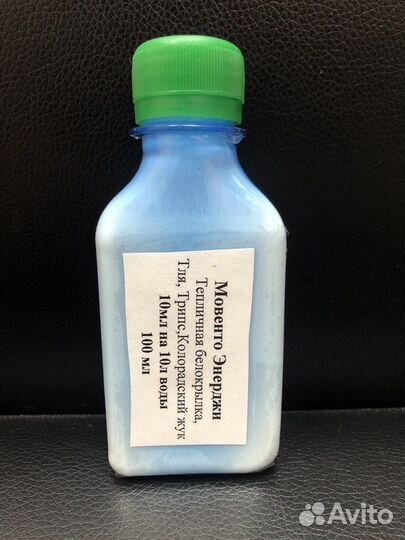 Мовенто Энерджи
Тепличная белокрылка,
Тля, Трипс,Колорадский жук
10мл на 10л воды
100 мл
Avito